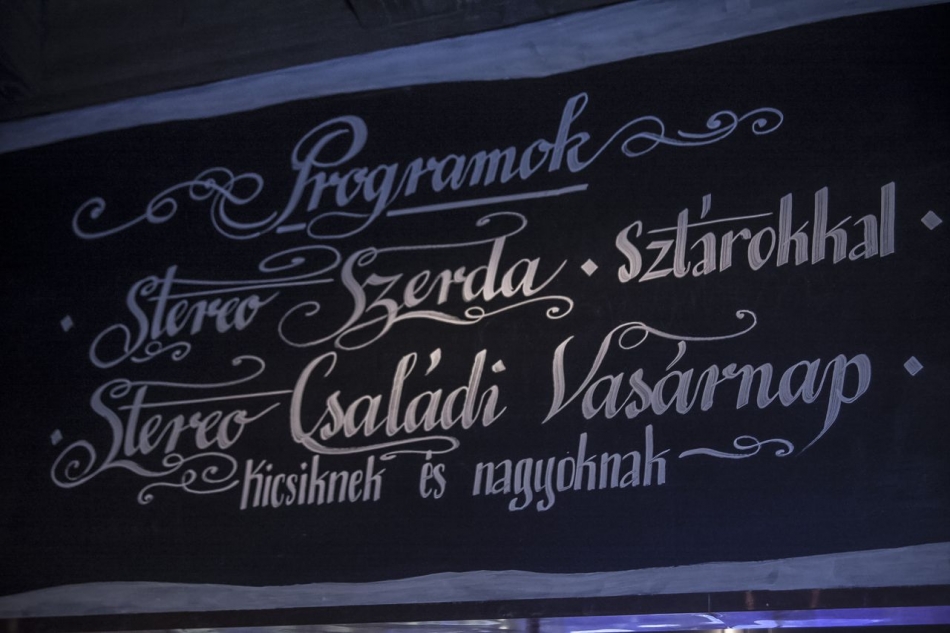 Programok
Stereo Szerda · Sztárokkal
Stereo Családi Vasárnap
kicsiknek és nagyoknak